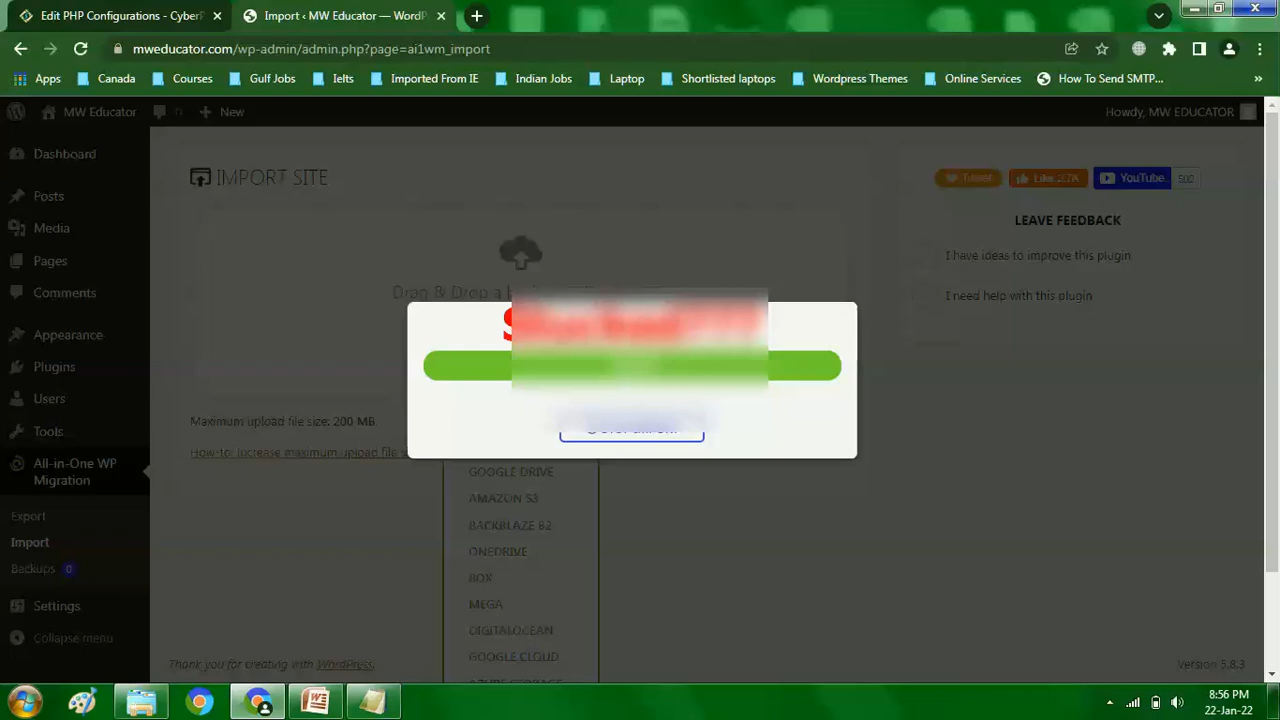 Edit PHP Configurations - CyberP
Import ‹ MW Educator — WordP
mweducator.com/wp-admin/admin.php?page=ai1wm_import
Apps Canada Courses Gulf Jobs Ielts Imported From IE Indian Jobs Laptop Shortlisted laptops Wordpress Themes Online Services How To Send SMTP... »
MW Educator 0 New Howdy, MW EDUCATOR
Dashboard
Posts
Media
Pages
Comments
Appearance
Plugins
Users
Tools
All-in-One WP
Migration
Export
Import
Backups 0
Settings
Collapse menu
IMPORT SITE
Drag & Drop a
Maximum upload file size: 200 MB.
How-to: Increase maximum upload file s
GOOGLE DRIVE
AMAZON S3
BACKBLAZE B2
ONEDRIVE
BOX
MEGA
DIGITALOCEAN
GOOGLE CLOUD
AZURE STORAGE
Tweet Like YouTube
LEAVE FEEDBACK
I have ideas to improve this plugin
I need help with this plugin
Thank you for creating with WordPress.
Version 5.8.3
8:56 PM
22-Jan-22